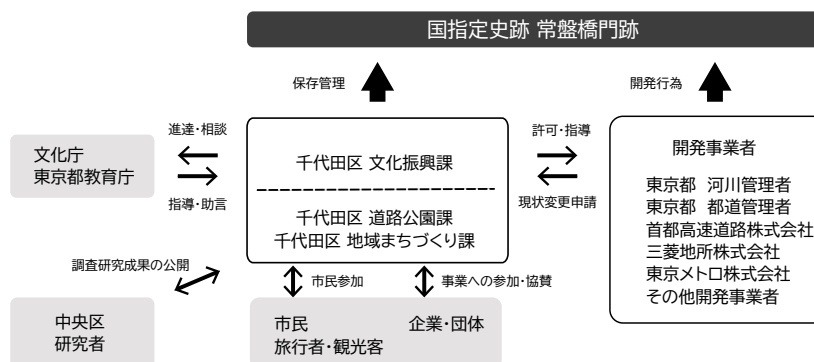 国指定史跡 常盤橋門跡
保存管理
開発行為
進達・相談
許可・指導
文化庁
東京都教育庁
千代田区 文化振興課
開発事業者
指導・助言
現状変更申請
千代田区 道路公園課
千代田区 地域まちづくり課
東京都 河川管理者
東京都 都道管理者
首都高速道路株式会社
三菱地所株式会社
東京メトロ株式会社
その他開発事業者
調査研究成果の公開
市民参加
事業への参加・協賛
中央区
研究者
市民
旅行者・観光客
企業・団体